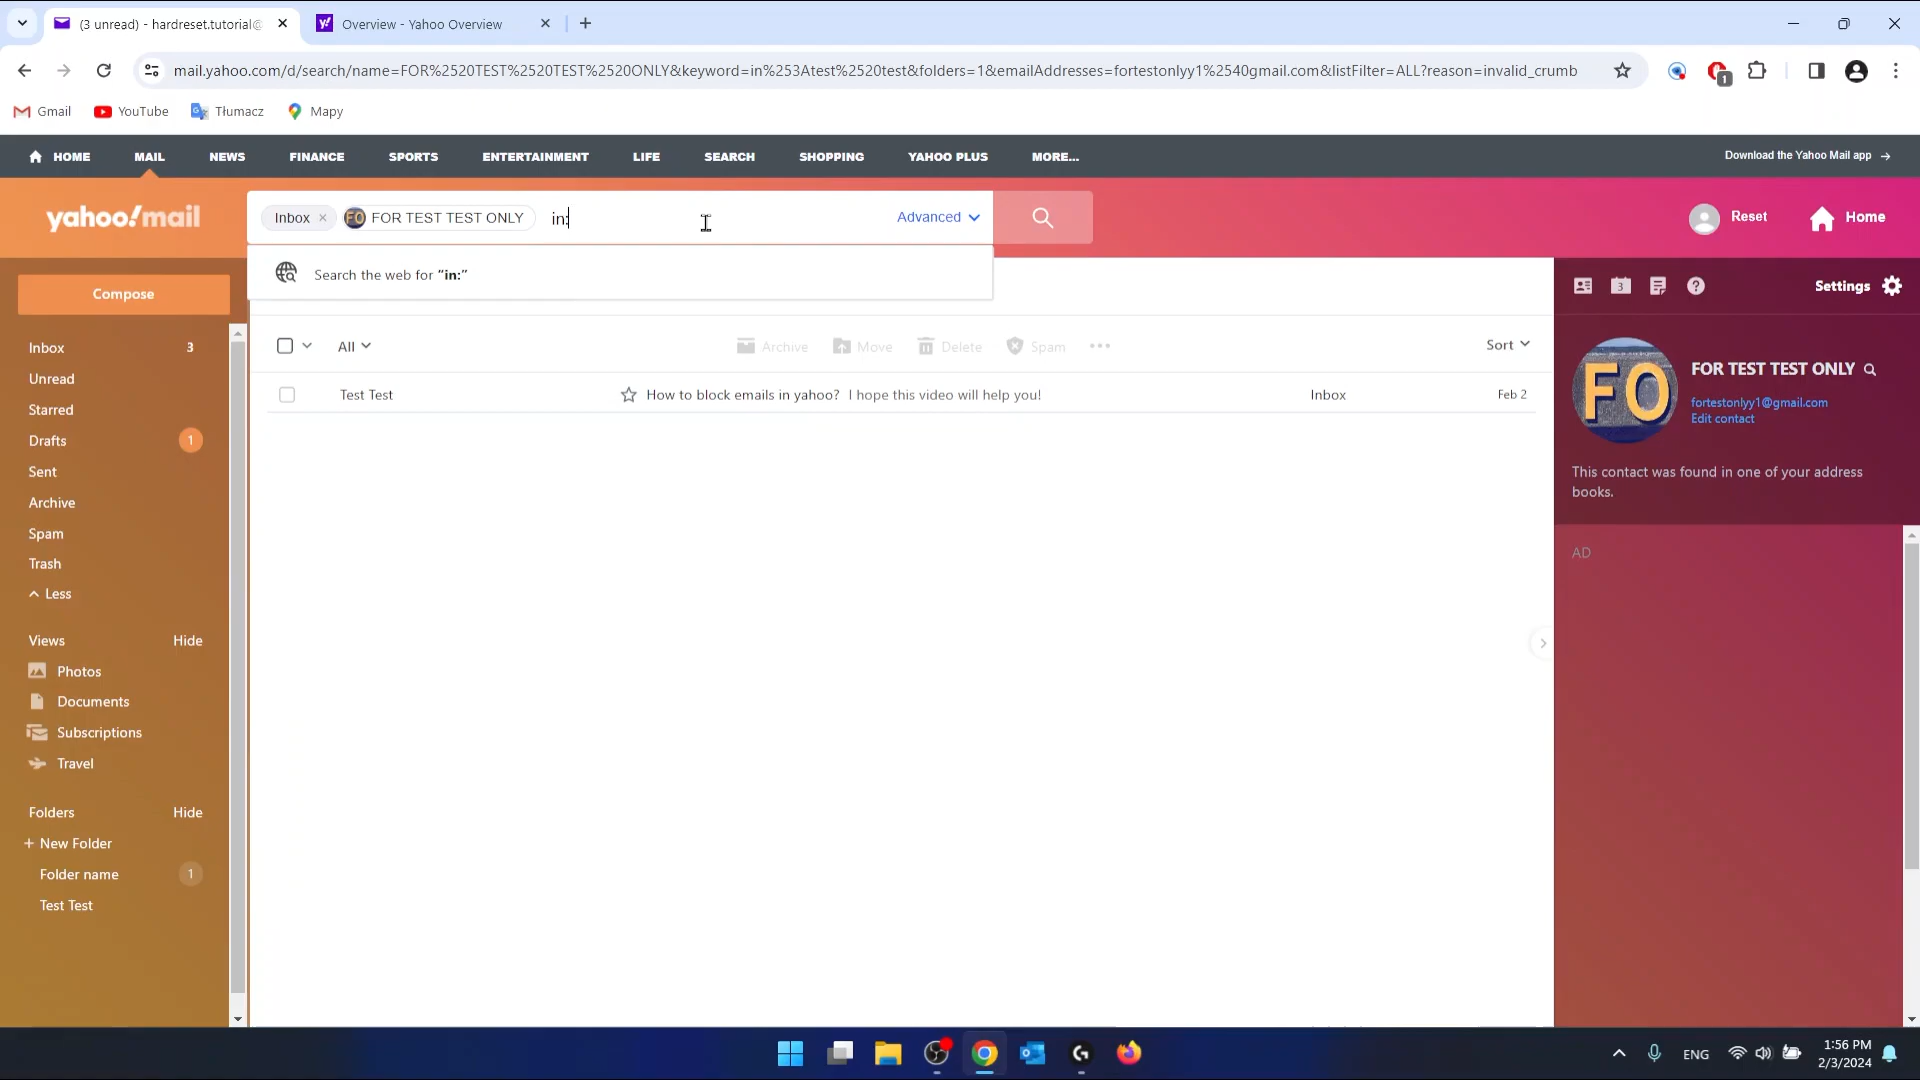 (3 unread) - hardreset.tutorial@
Overview - Yahoo Overview
mail.yahoo.com/d/search/name=FOR%2520TEST%2520TEST%2520ONLY&keyword=in%253Atest%2520test&folders=1&emailAddresses=fortestonlyy1%2540gmail.com&listFilter=ALL?reason=invalid_crumb
1
Gmail
YouTube
Tłumacz
Mapy
HOME
MAIL
NEWS
FINANCE
SPORTS
ENTERTAINMENT
LIFE
SEARCH
SHOPPING
YAHOO PLUS
MORE...
Download the Yahoo Mail app
yahoo!mail
Inbox
FO
FOR TEST TEST ONLY
in:
Advanced
Reset
Home
Search the web for "in:"
Compose
3
Settings
Inbox 3
Unread
Starred
Drafts 1
Sent
Archive
Spam
Trash
Less
Views Hide
Photos
Documents
Subscriptions
Travel
Folders Hide
+ New Folder
Folder name 1
Test Test
All
Archive
Move
Delete
Spam
Sort
Test Test
How to block emails in yahoo? I hope this video will help you!
Inbox
Feb 2
FO
FOR TEST TEST ONLY
fortestonlyy1@gmail.com
Edit contact
This contact was found in one of your address
books.
AD
ENG
1:56 PM
2/3/2024